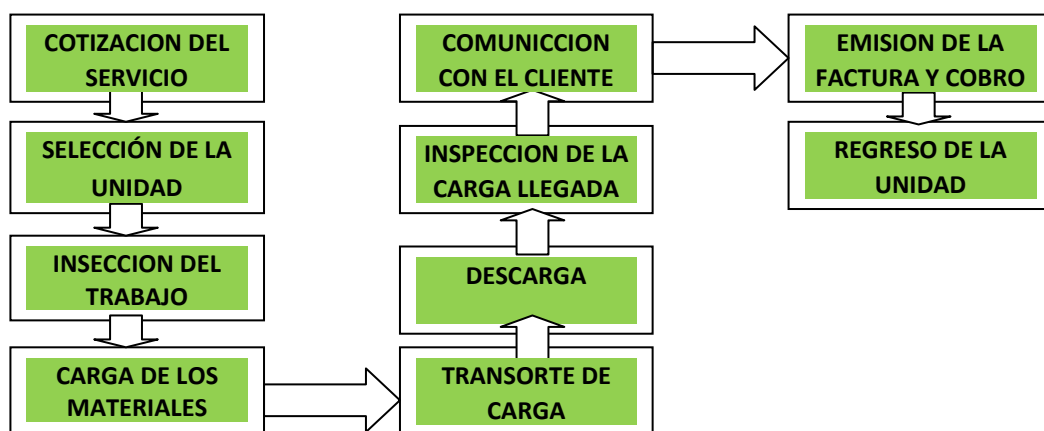 COTIZACION DEL
SERVICIO
SELECCIÓN DE LA
UNIDAD
INSECCION DEL
TRABAJO
CARGA DE LOS
MATERIALES
TRANSORTE DE
CARGA
DESCARGA
INSPECCION DE LA
CARGA LLEGADA
COMUNICCION
CON EL CLIENTE
EMISION DE LA
FACTURA Y COBRO
REGRESO DE LA
UNIDAD